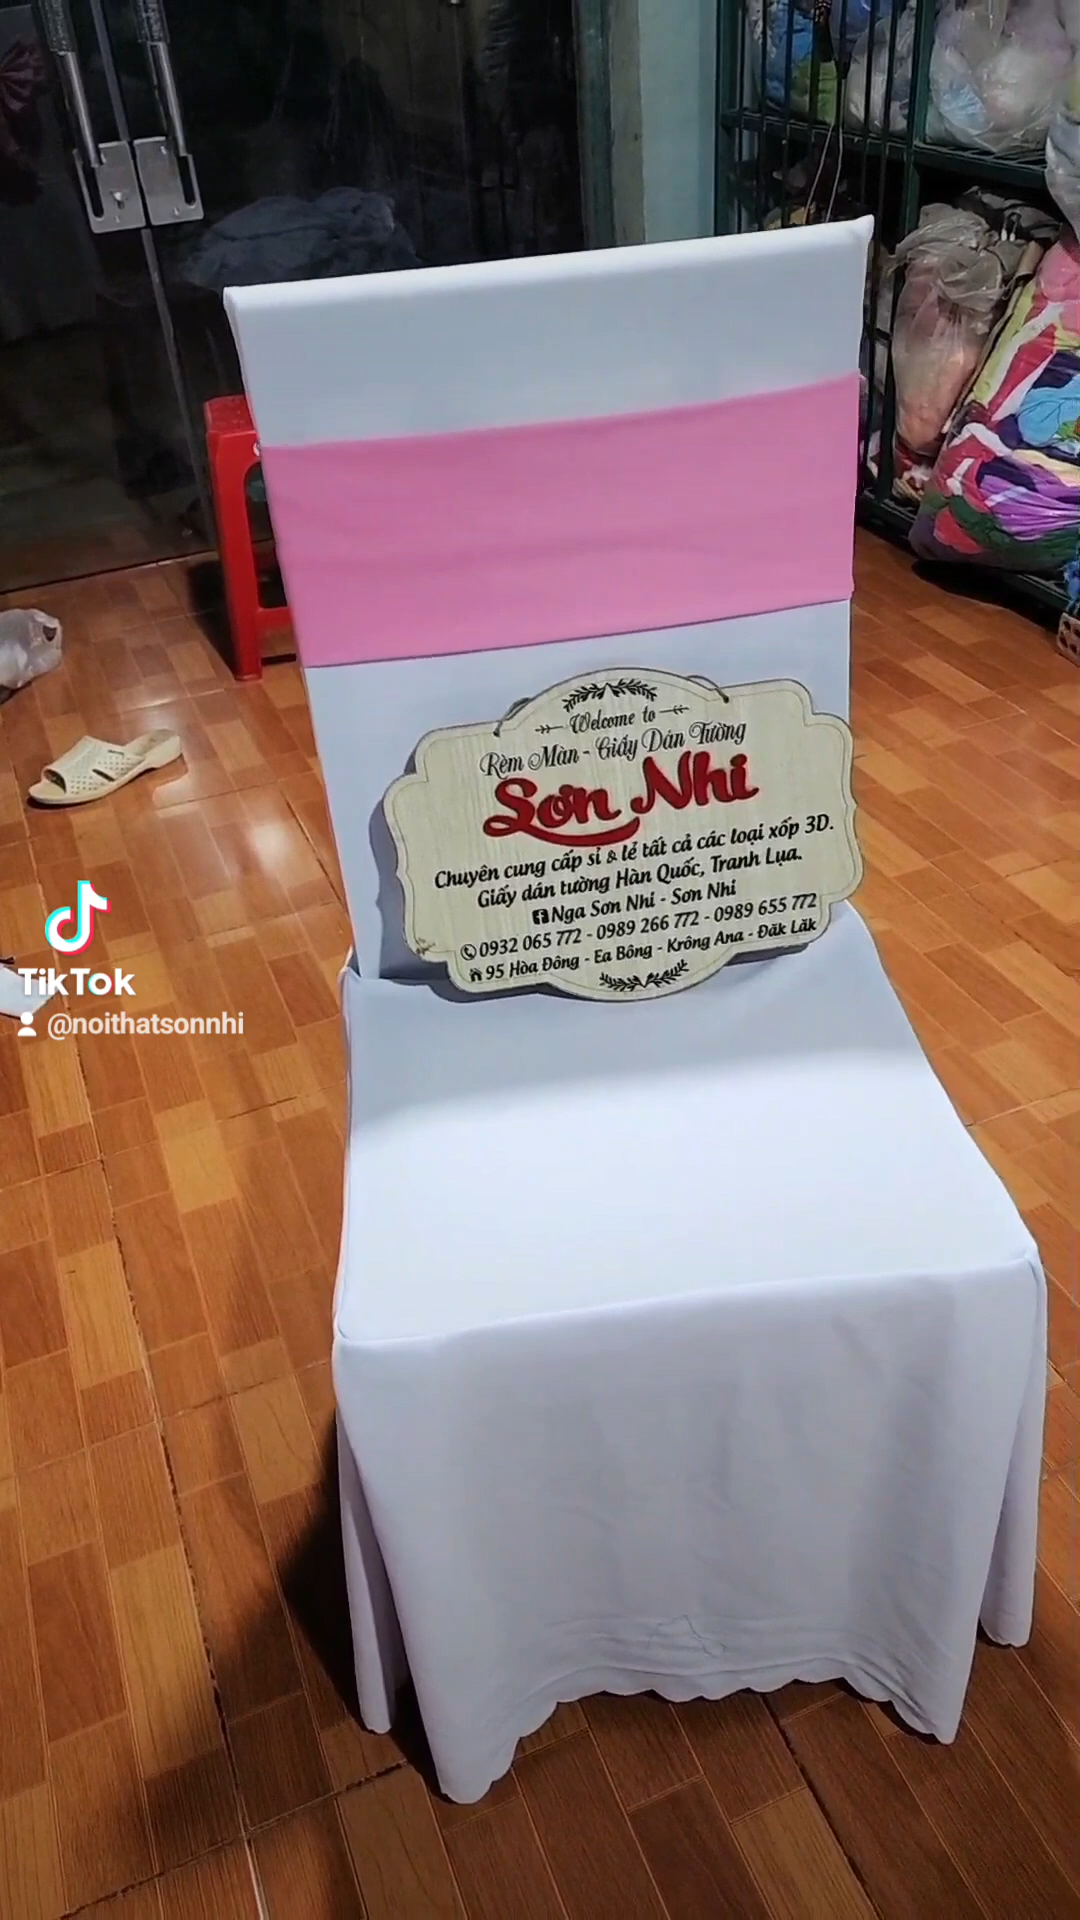 Welcome to
Rèm Màn - Giấy Dán Tường
Sơn Nhi
Chuyên cung cấp sỉ & lẻ tất cả các loại xốp 3D.
Giấy dán tường Hàn Quốc, Tranh Lụa.
Nga Sơn Nhi - Sơn Nhi
0932 065 772 - 0989 266 772 - 0989 655 772
95 Hòa Đông - Ea Bông - Krông Ana - Đăk Lăk
TikTok
@noithatsonnhi